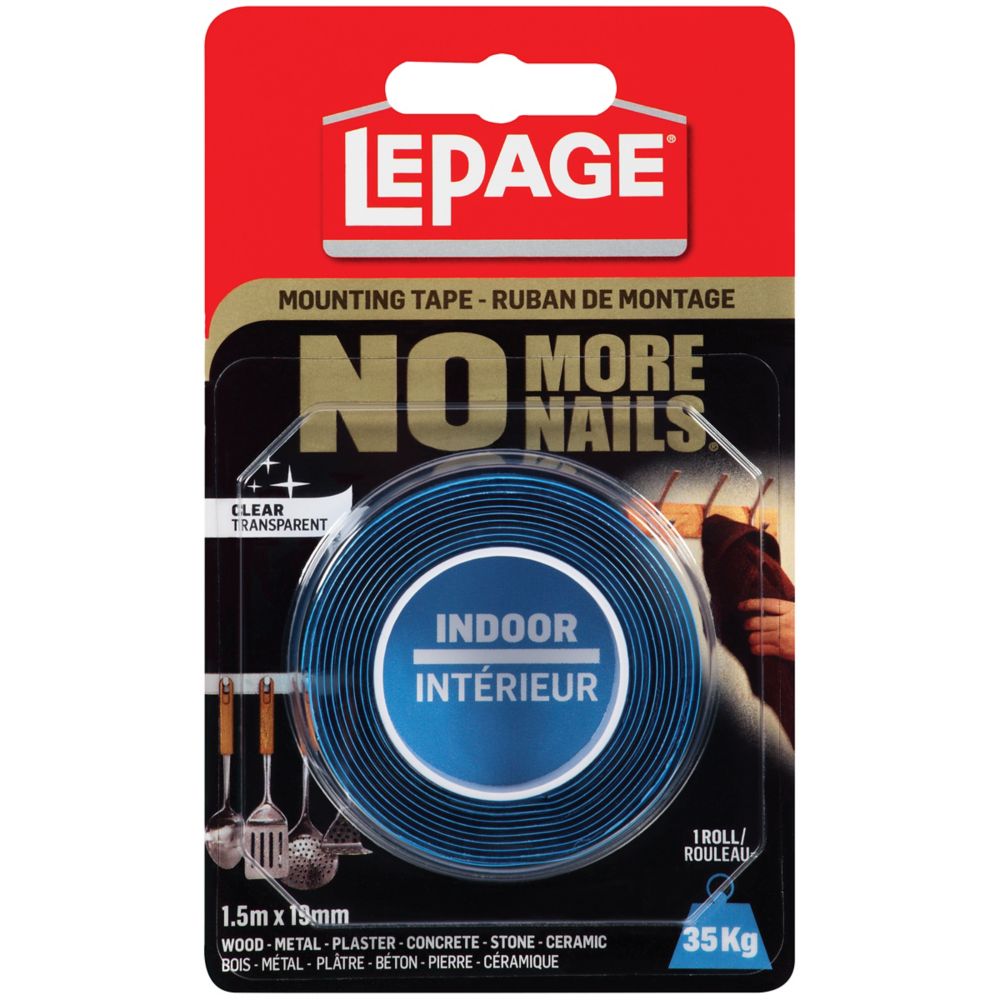 LEPAGE®
MOUNTING TAPE - RUBAN DE MONTAGE
NO MORE NAILS®
CLEAR
TRANSPARENT
INDOOR
INTÉRIEUR
1 ROLL/
ROULEAU
35Kg
1.5m x 19mm
WOOD - METAL - PLASTER - CONCRETE - STONE - CERAMIC
BOIS - MÉTAL - PLÂTRE - BÉTON - PIERRE - CÉRAMIQUE